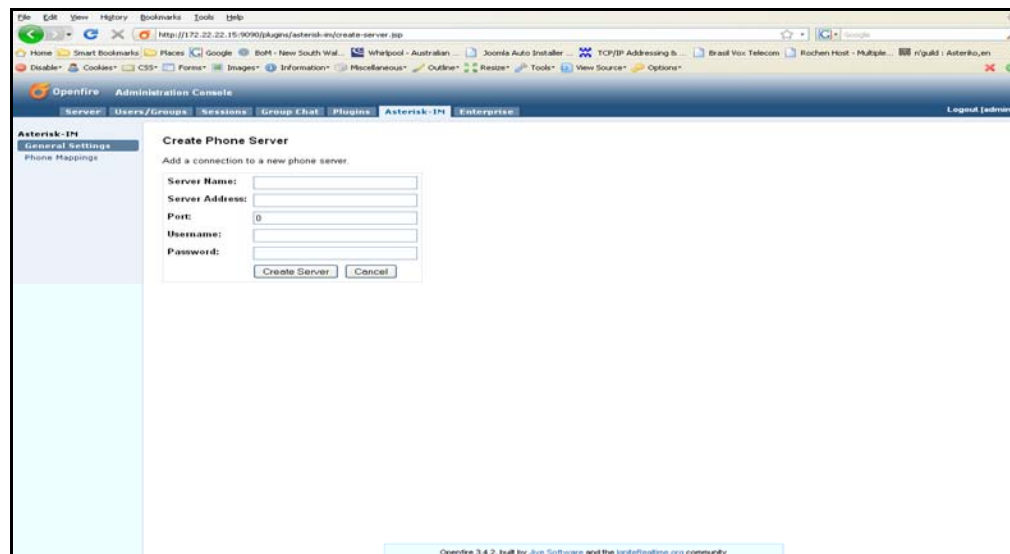 File Edit View History Bookmarks Tools Help
http://172.22.22.15:9090/plugins/asterisk-im/create-server.jsp Google
Home Smart Bookmarks Places Google BoM - New South Wal... Whirlpool - Australian ... Joomla Auto Installer ... TCP/IP Addressing & ... Brasil Vox Telecom Rochen Host - Multiple... n'guild : Asteriko,en
Disable Cookies CSS Forms Images Information Miscellaneous Outline Resize Tools View Source Options
Openfire Administration Console
Server Users/Groups Sessions Group Chat Plugins Asterisk-IM Enterprise Logout [admin
Asterisk-IM
General Settings
Phone Mappings
Create Phone Server
Add a connection to a new phone server.
Server Name:
Server Address:
Port: 0
Username:
Password:
Create Server Cancel
Openfire 3.4.2, built by Jive Software and the IgniteRealtime.org community